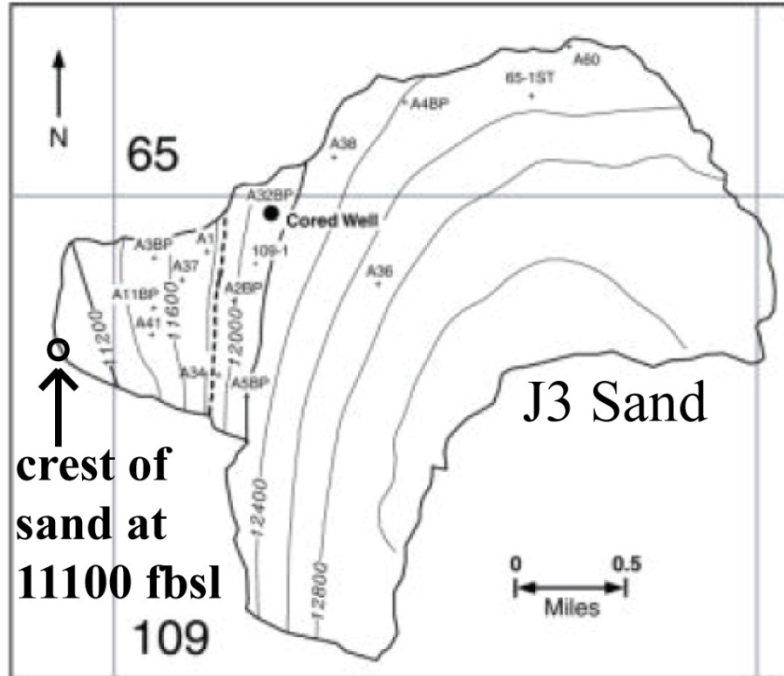 A60
65-1ST
A4BP
N
65
A38
A32BP
Cored Well
A3BP
A1
109-1
A37
A36
A11BP
11600
A2BP
A41
11200
12000
A34
A5BP
J3 Sand
crest of
sand at
11100 fbsl
12400
12800
0 0.5
Miles
109